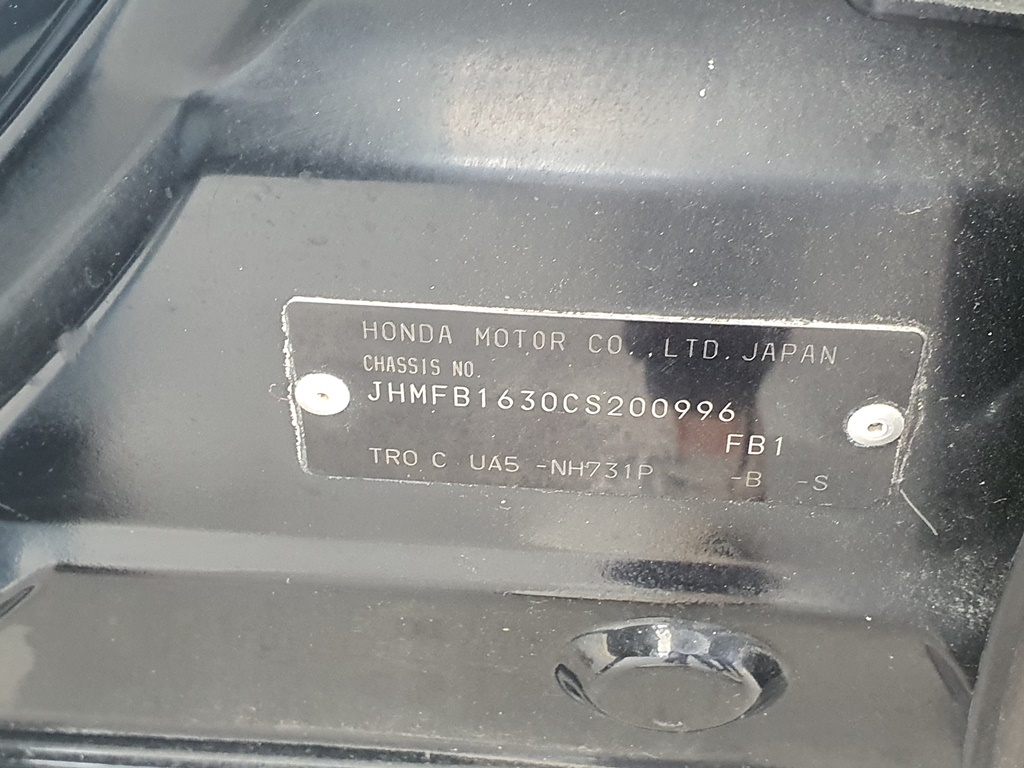 HONDA MOTOR CO.,LTD.JAPAN
CHASSIS NO.
JHMFB1630CS200996
FB1
TRO C UA5 -NH731P -B -S